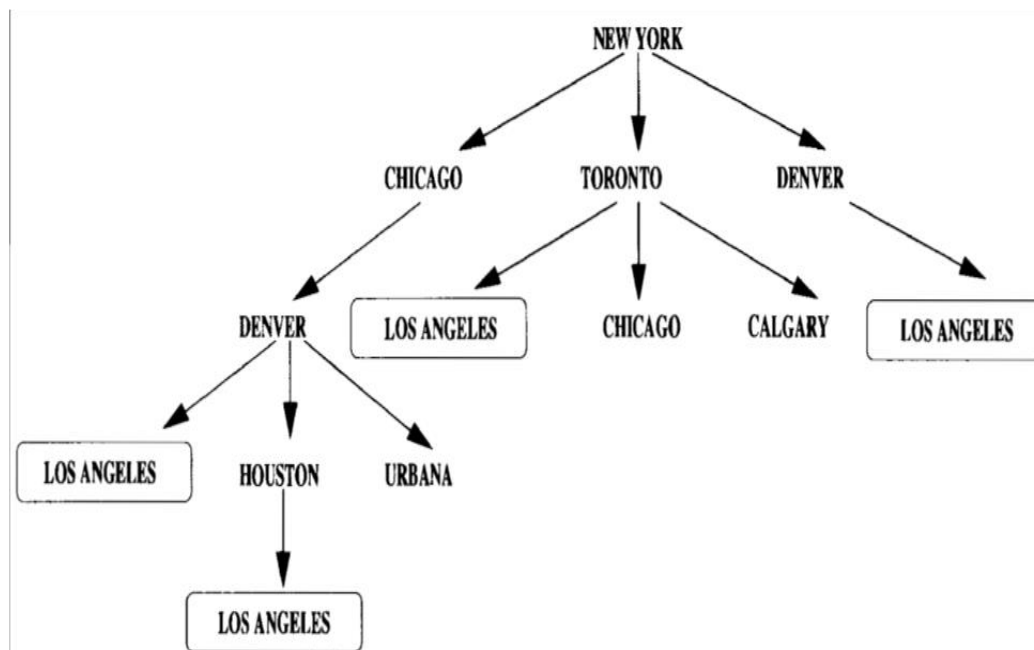 NEW YORK
CHICAGO
TORONTO
DENVER
DENVER
LOS ANGELES
CHICAGO
CALGARY
LOS ANGELES
LOS ANGELES
HOUSTON
URBANA
LOS ANGELES